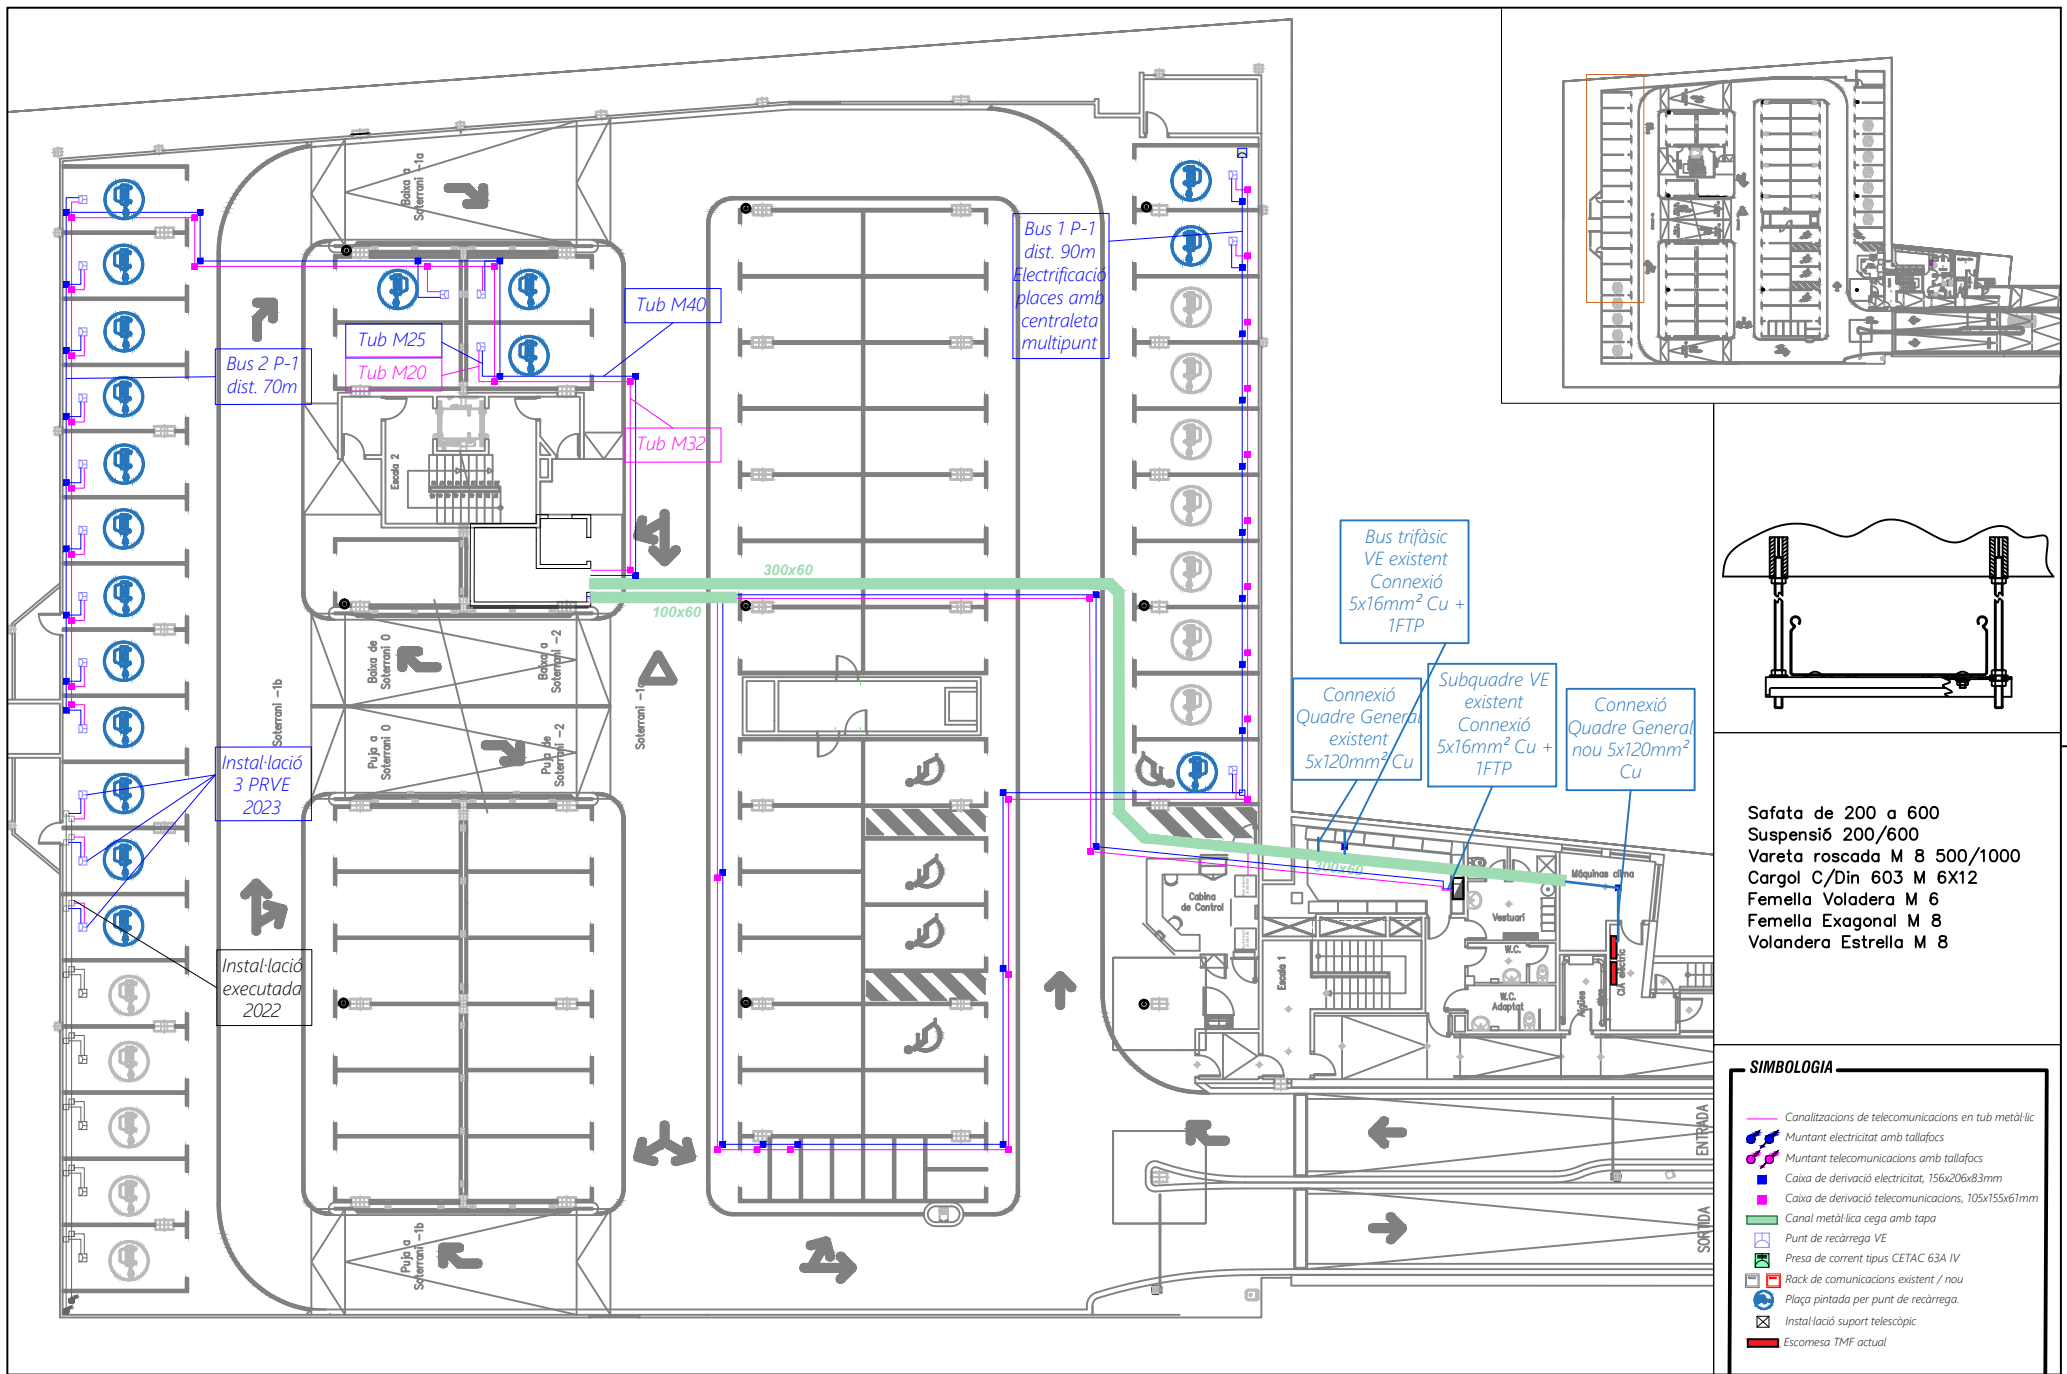 Baixa a
Soterrani -1a
Bus 1 P-1
dist. 90m
Electrificació
places amb
centraleta
multipunt
Tub M40
Tub M25
Tub M20
Bus 2 P-1
dist. 70m
Tub M32
Escala 2
300x60
100x60
Bus trifàsic
VE existent
Connexió
5x16mm² Cu +
1FTP
Baixa de
Soterrani 0
Baixa a
Soterrani -2
Soterrani -1b
Soterrani -1a
Puja a
Soterrani 0
Puja de
Soterrani -2
Connexió
Quadre General
existent
5x120mm² Cu
Subquadre VE
existent
Connexió
5x16mm² Cu +
1FTP
Connexió
Quadre General
nou 5x120mm²
Cu
Instal·lació
3 PRVE
2023
Instal·lació
executada
2022
300x60
Màquines clima
Cabina
de Control
Vestuari
W.C.
W.C.
Adaptat
Escala 1
Aigües
CIA elèctric
Puja a
Soterrani -1b
ENTRADA
SORTIDA
Safata de 200 a 600
Suspensió 200/600
Vareta roscada M 8 500/1000
Cargol C/Din 603 M 6X12
Femella Voladera M 6
Femella Exagonal M 8
Volandera Estrella M 8
SIMBOLOGIA
Canalitzacions de telecomunicacions en tub metàl·lic
Muntant electricitat amb tallafocs
Muntant telecomunicacions amb tallafocs
Caixa de derivació electricitat, 156x206x83mm
Caixa de derivació telecomunicacions, 105x155x61mm
Canal metàl·lica cega amb tapa
Punt de recàrrega VE
Presa de corrent tipus CETAC 63A IV
Rack de comunicacions existent / nou
Plaça pintada per punt de recàrrega.
Instal·lació suport telescòpic
Escomesa TMF actual